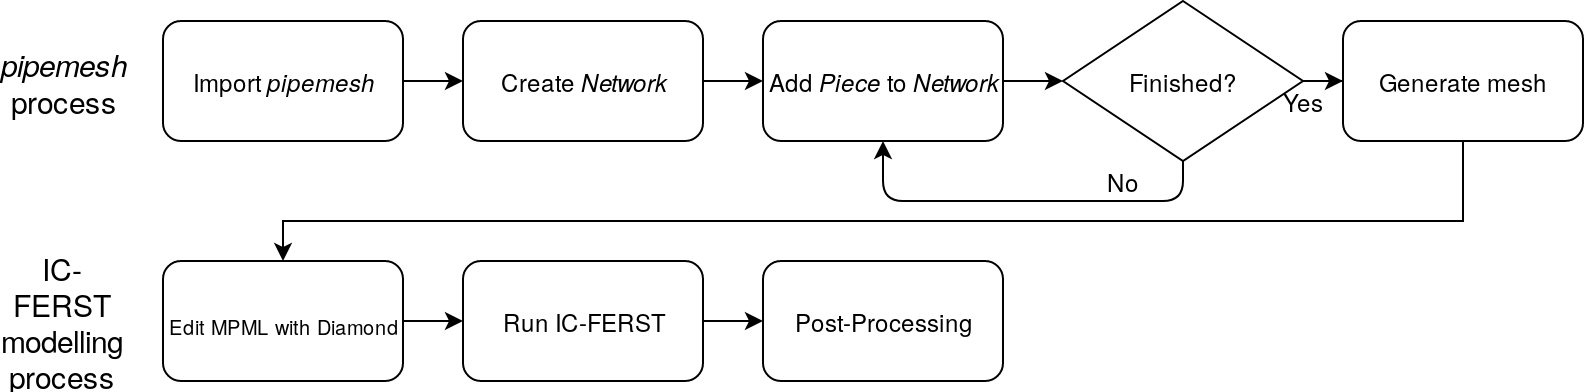 pipemesh
process
Import pipemesh
Create Network
Add Piece to Network
Finished?
Yes
Generate mesh
No
IC-
FERST
modelling
process
Edit MPML with Diamond
Run IC-FERST
Post-Processing